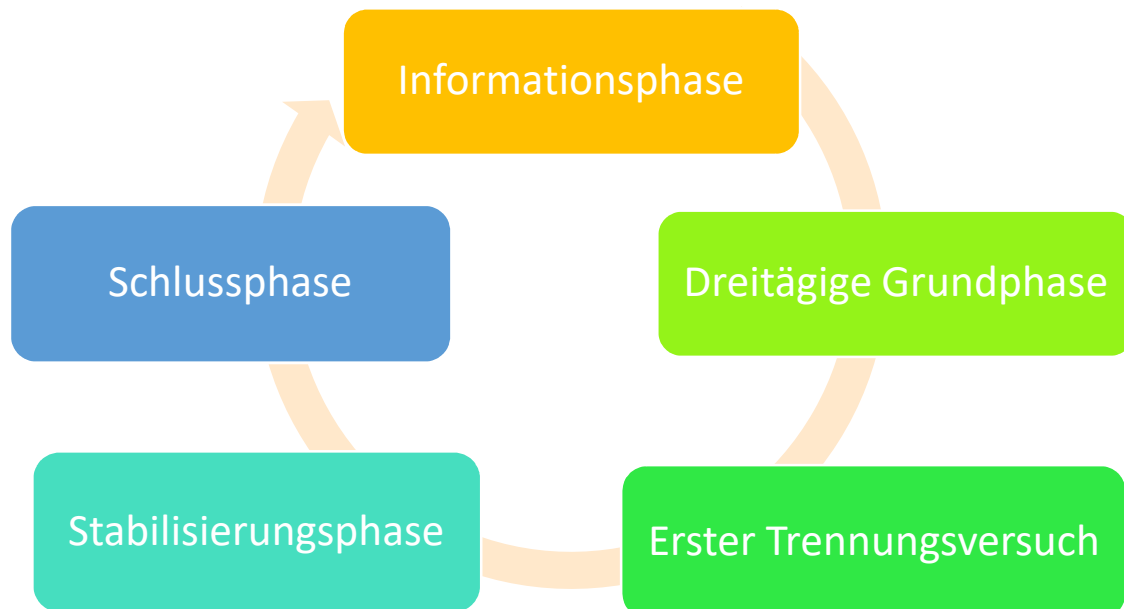 Informationsphase
Dreitägige Grundphase
Erster Trennungsversuch
Stabilisierungsphase
Schlussphase